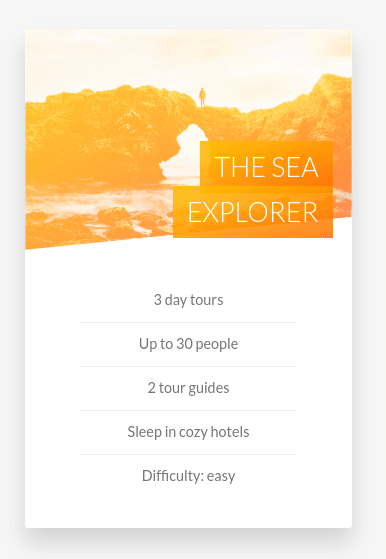 THE SEA
EXPLORER
3 day tours
Up to 30 people
2 tour guides
Sleep in cozy hotels
Difficulty: easy